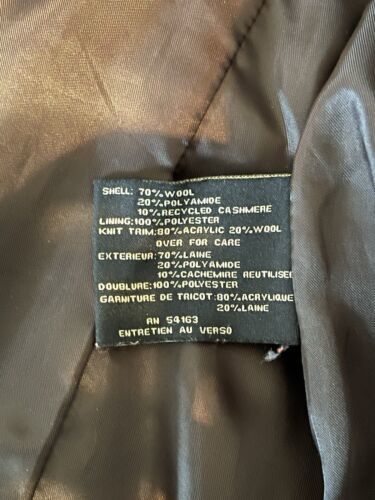 SHELL: 70% WOOL
20% POLYAMIDE
10% RECYCLED CASHMERE
LINING: 100% POLYESTER
KNIT TRIM: 80% ACRYLIC 20% WOOL
OVER FOR CARE
EXTERIEUR: 70% LAINE
20% POLYAMIDE
10% CACHEMIRE REUTILISE
DOUBLURE: 100% POLYESTER
GARNITURE DE TRICOT: 80% ACRYLIQUE
20% LAINE
RN 54163
ENTRETIEN AU VERSO